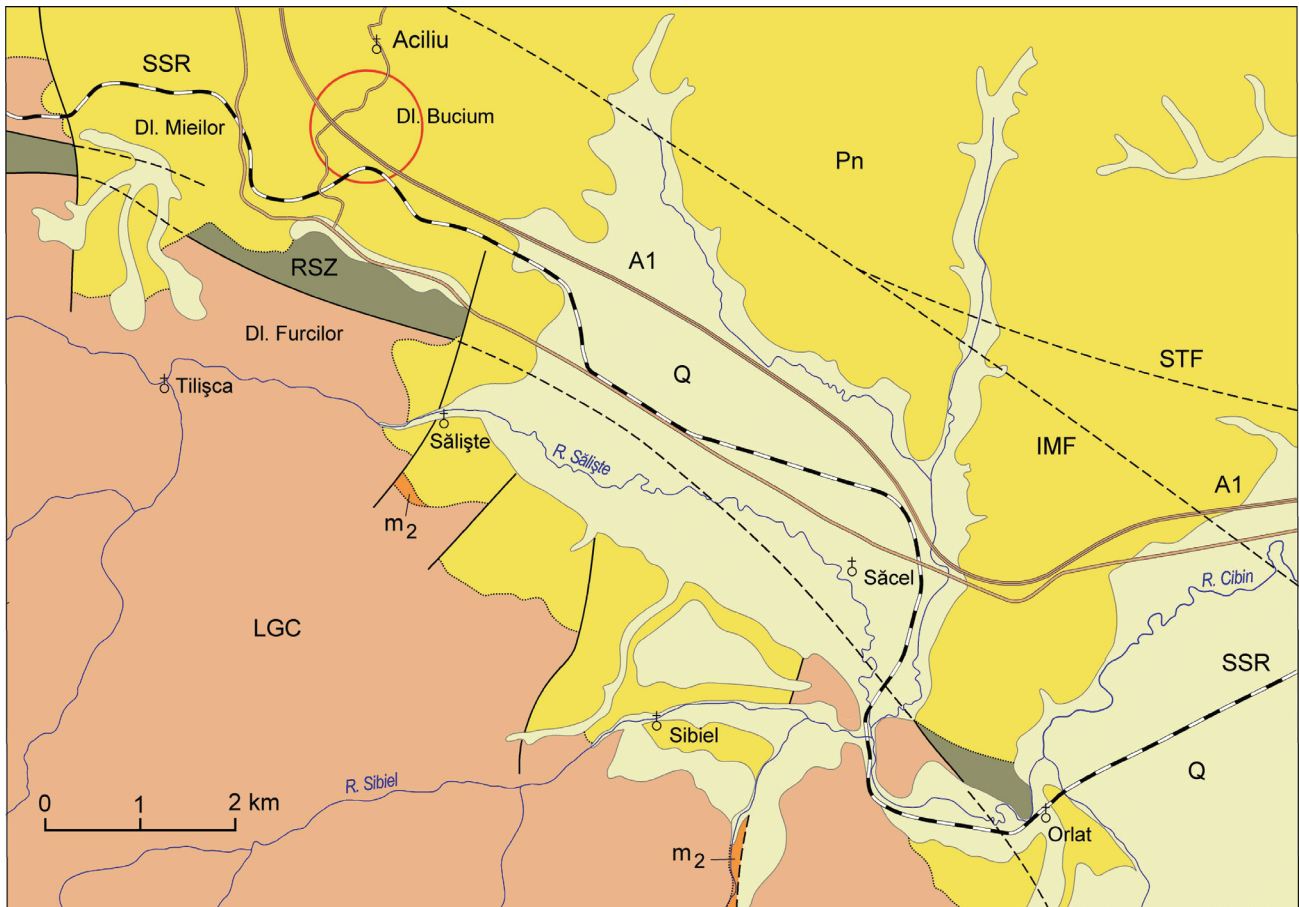 Aciliu
SSR
Dl. Bucium
Dl. Mieilor
Pn
A1
RSZ
Dl. Furcilor
STF
Q
Tilişca
Sălişte
IMF
R. Sălişte
A1
m2
Săcel
R. Cibin
LGC
SSR
Sibiel
R. Sibiel
Q
0 1 2 km
Orlat
m2